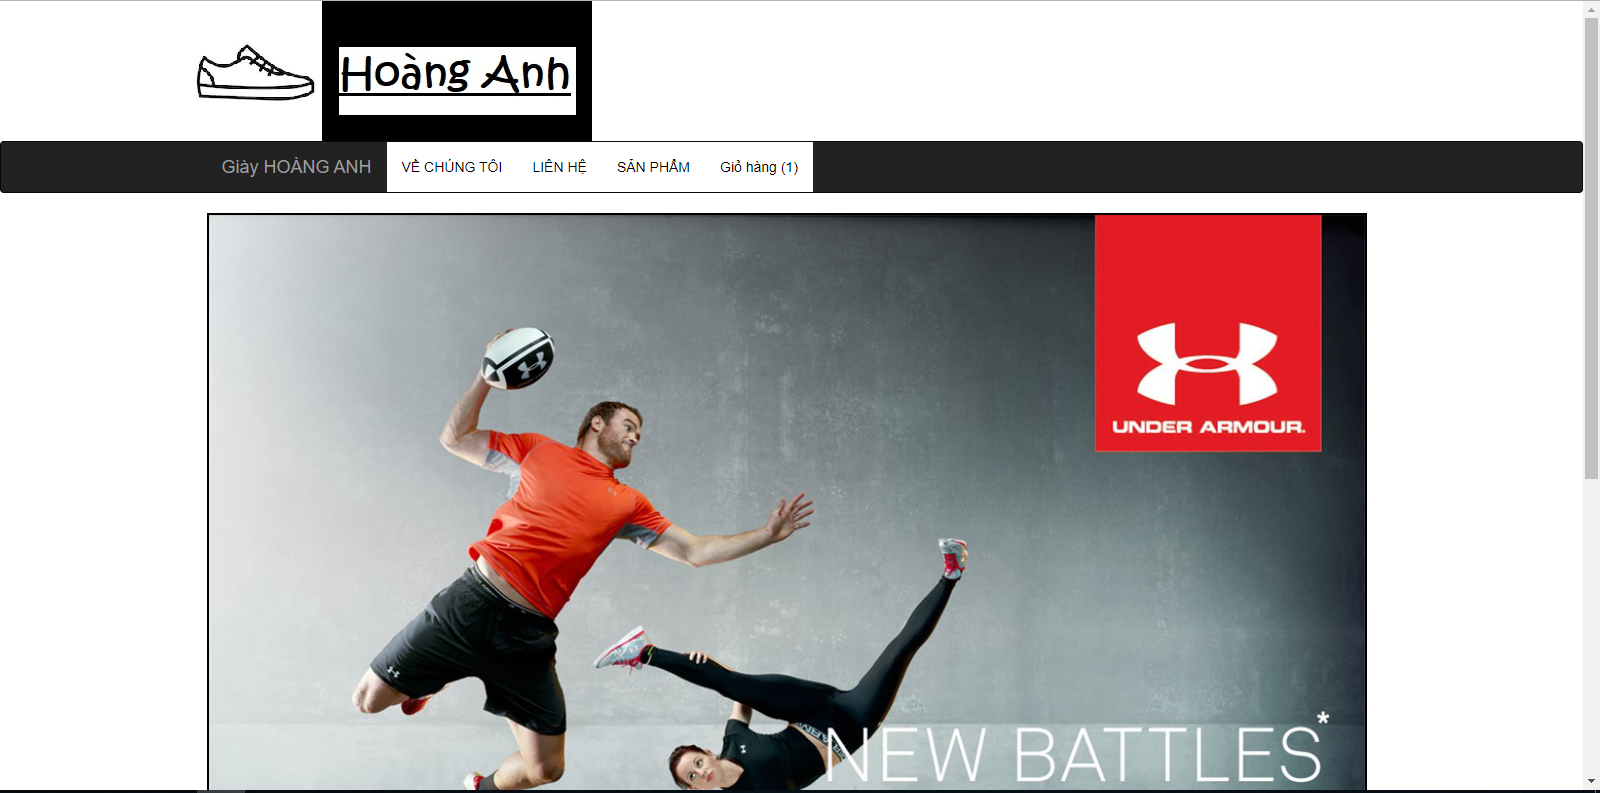 Hoàng Anh
Giày HOÀNG ANH
VỀ CHÚNG TÔI
LIÊN HỆ
SẢN PHẨM
Giỏ hàng (1)
UNDER ARMOUR.
NEW BATTLES*